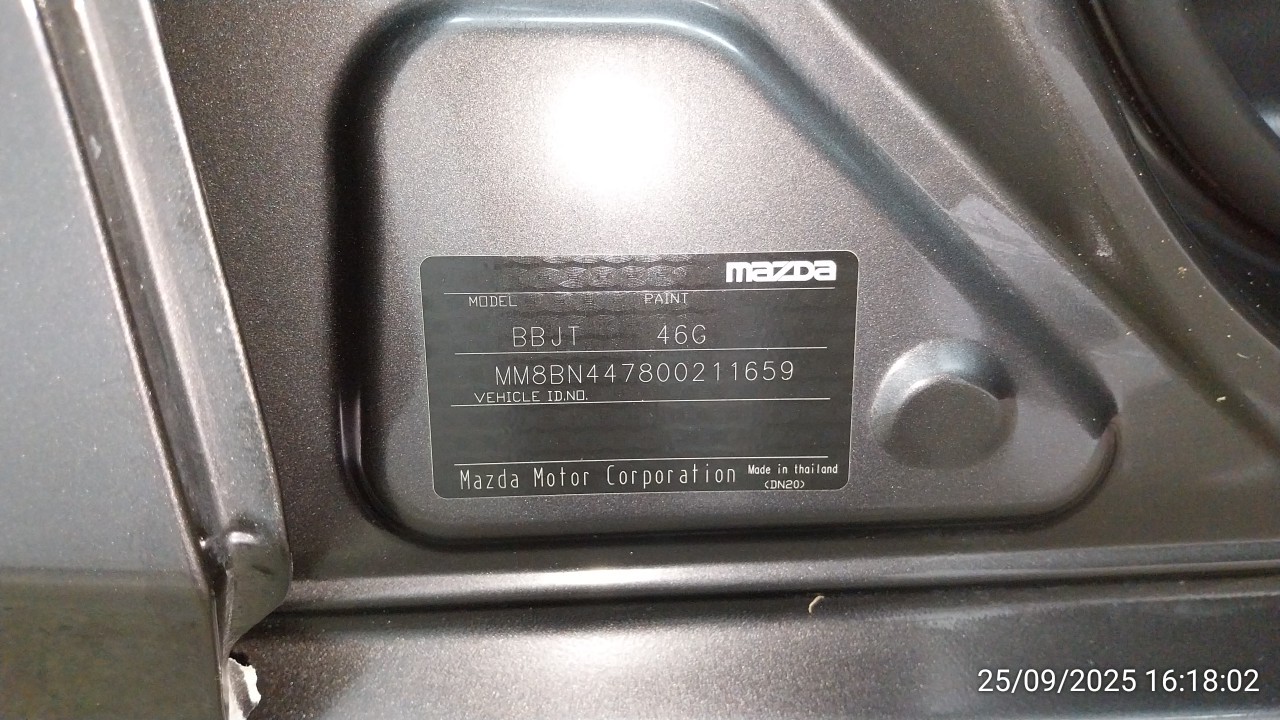 mazda
MODEL PAINT
BBJT 46G
MM8BN447800211659
VEHICLE ID.NO.
Mazda Motor Corporation Made in thailand
(DN20)
25/09/2025 16:18:02